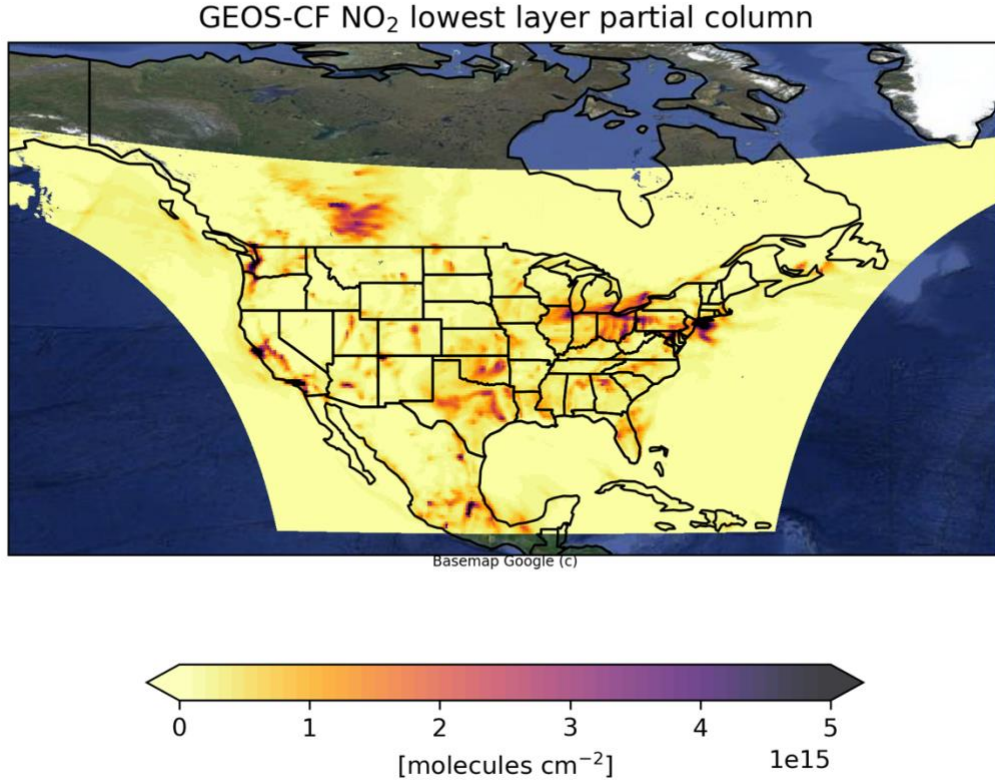 GEOS-CF NO₂ lowest layer partial column
Basemap Google (c)
0 1 2 3 4 5
1e15
[molecules cm⁻²]